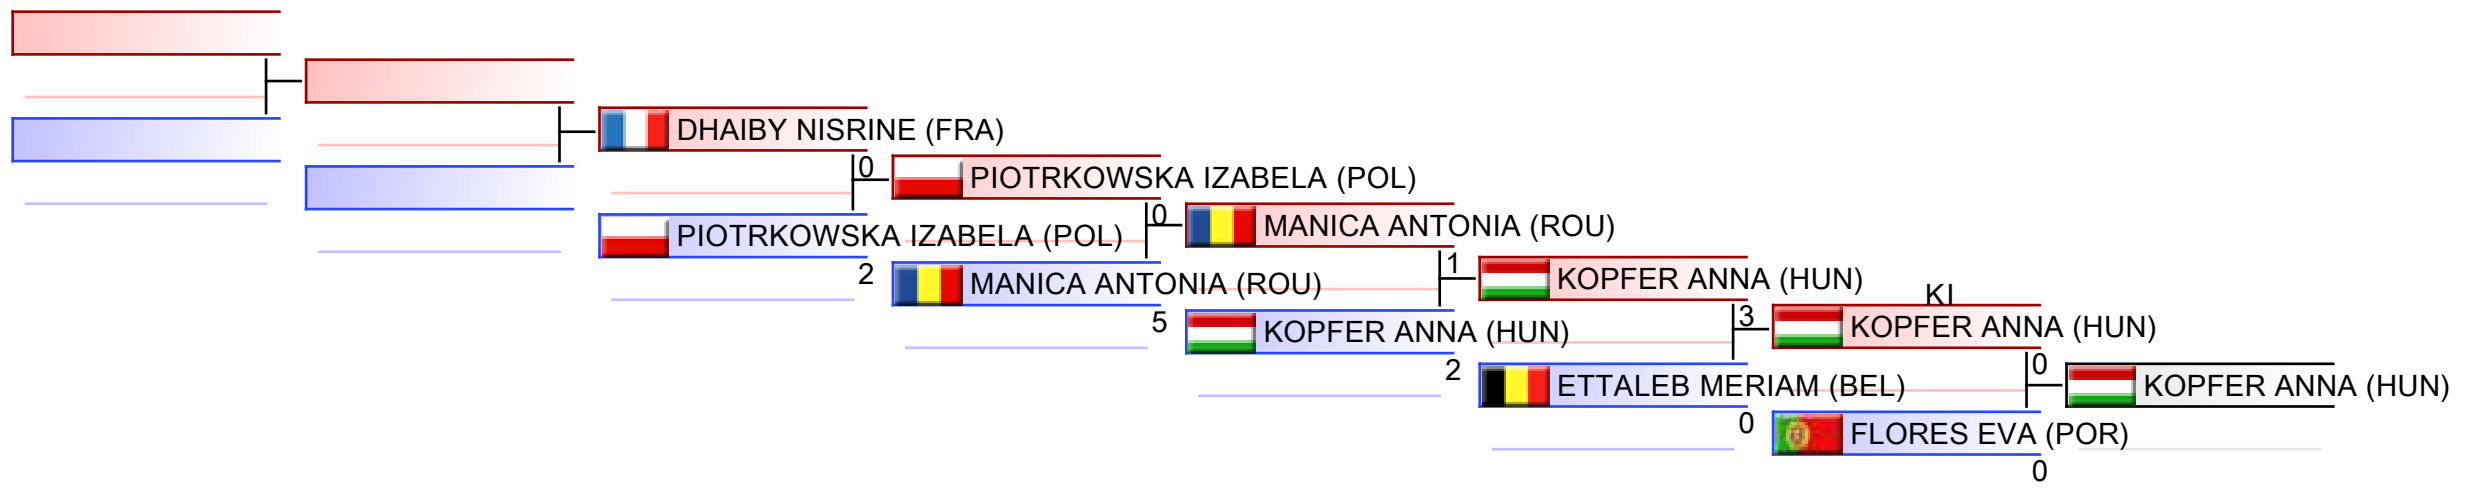 DHAIBY NISRINE (FRA)
0
PIOTRKOWSKA IZABELA (POL)
2
PIOTRKOWSKA IZABELA (POL)
0
MANICA ANTONIA (ROU)
5
MANICA ANTONIA (ROU)
1
KOPFER ANNA (HUN)
2
KOPFER ANNA (HUN)
3
ETTALEB MERIAM (BEL)
0
KI
KOPFER ANNA (HUN)
0
FLORES EVA (POR)
0
KOPFER ANNA (HUN)